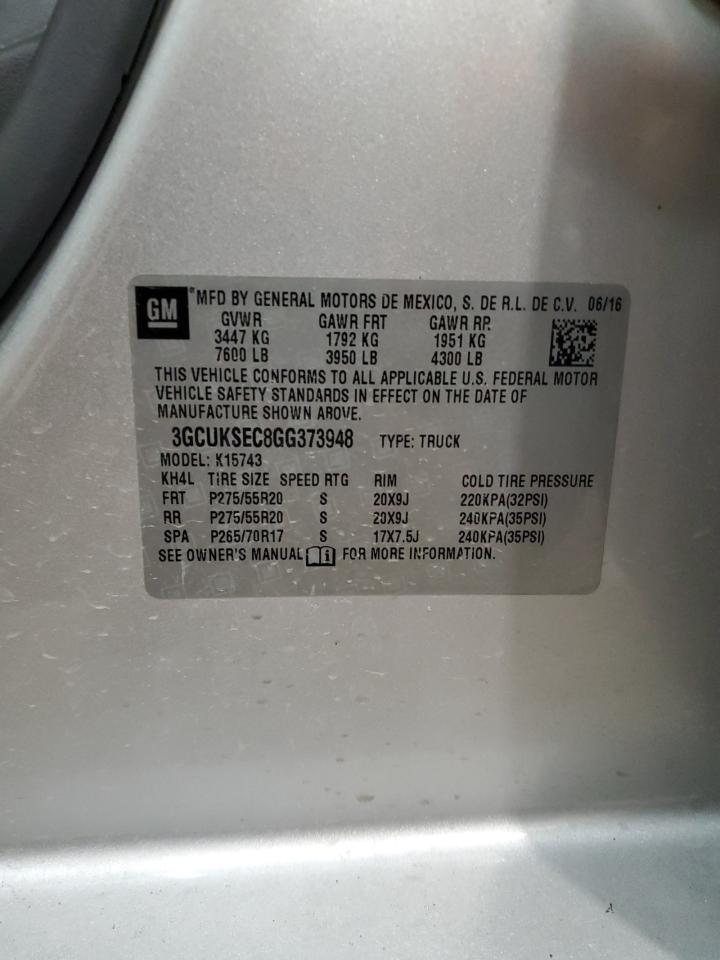 GM
*MFD BY GENERAL MOTORS DE MEXICO, S. DE R.L. DE C.V. 06/16
GVWR GAWR FRT GAWR RR
3447 KG 1792 KG 1951 KG
7600 LB 3950 LB 4300 LB
THIS VEHICLE CONFORMS TO ALL APPLICABLE U.S. FEDERAL MOTOR
VEHICLE SAFETY STANDARDS IN EFFECT ON THE DATE OF
MANUFACTURE SHOWN ABOVE.
3GCUKSEC8GG373948 TYPE: TRUCK
MODEL: K15743
KH4L TIRE SIZE SPEED RTG RIM COLD TIRE PRESSURE
FRT P275/55R20 S 20X9J 220KPA(32PSI)
RR P275/55R20 S 20X9J 240KPA(35PSI)
SPA P265/70R17 S 17X7.5J 240KPA(35PSI)
SEE OWNER'S MANUAL FOR MORE INFORMATION.